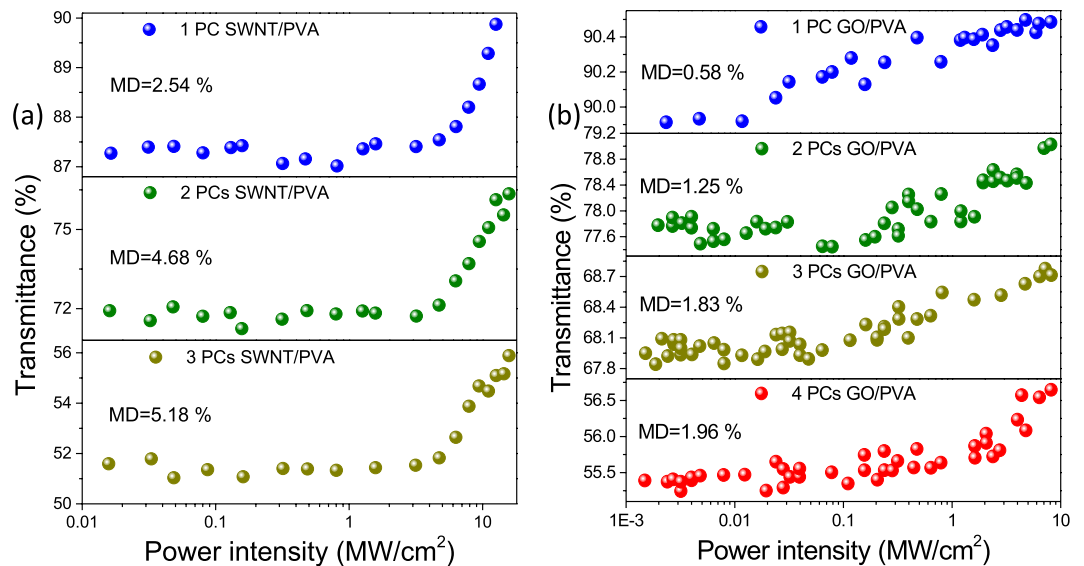 (a)
Transmittance (%)
1 PC SWNT/PVA
MD=2.54 %
90
89
88
87
2 PCs SWNT/PVA
MD=4.68 %
75
72
3 PCs SWNT/PVA
MD=5.18 %
56
54
52
50
0.01
0.1
1
10
Power intensity (MW/cm²)
(b)
Transmittance (%)
1 PC GO/PVA
MD=0.58 %
90.4
90.2
90.0
79.2
2 PCs GO/PVA
MD=1.25 %
78.8
78.4
78.0
77.6
3 PCs GO/PVA
MD=1.83 %
68.7
68.4
68.1
67.8
4 PCs GO/PVA
MD=1.96 %
56.5
56.0
55.5
1E-3
0.01
0.1
1
10
Power intensity (MW/cm²)